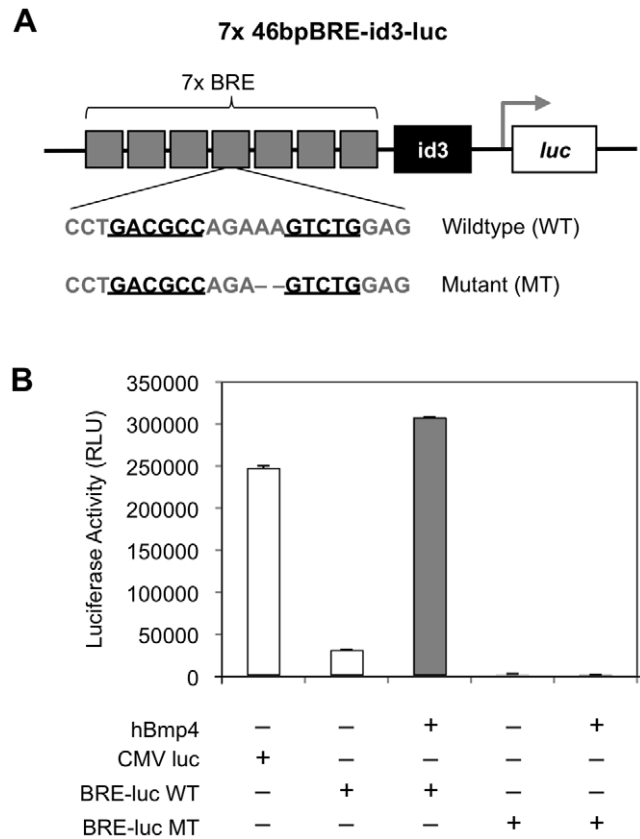 A
7x 46bpBRE-id3-luc
7x BRE
id3
luc
CCTGACGCCAGAAAGTCTGGAG Wildtype (WT)
CCTGACGCCAGA– –GTCTGGAG Mutant (MT)
B
Luciferase Activity (RLU)
350000
300000
250000
200000
150000
100000
50000
0
hBmp4 – – + – +
CMV luc + – – – –
BRE-luc WT – + + – –
BRE-luc MT – – – + +